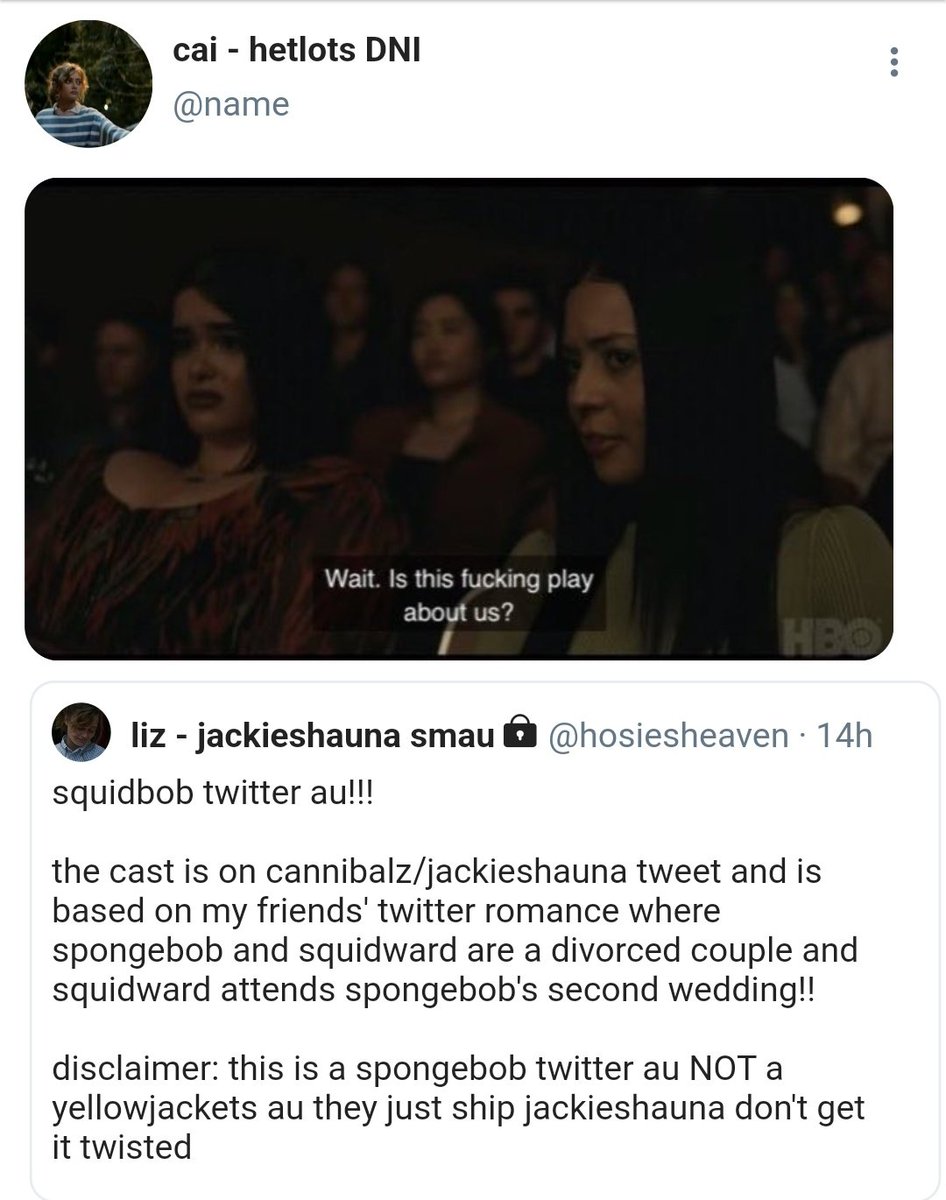 cai - hetlots DNI
@name
Wait. Is this fucking play
about us?
HBO
liz - jackieshauna smau🔒 @hosiesheaven · 14h
squidbob twitter au!!!
the cast is on cannibalz/jackieshauna tweet and is
based on my friends' twitter romance where
spongebob and squidward are a divorced couple and
squidward attends spongebob's second wedding!!
disclaimer: this is a spongebob twitter au NOT a
yellowjackets au they just ship jackieshauna don't get
it twisted